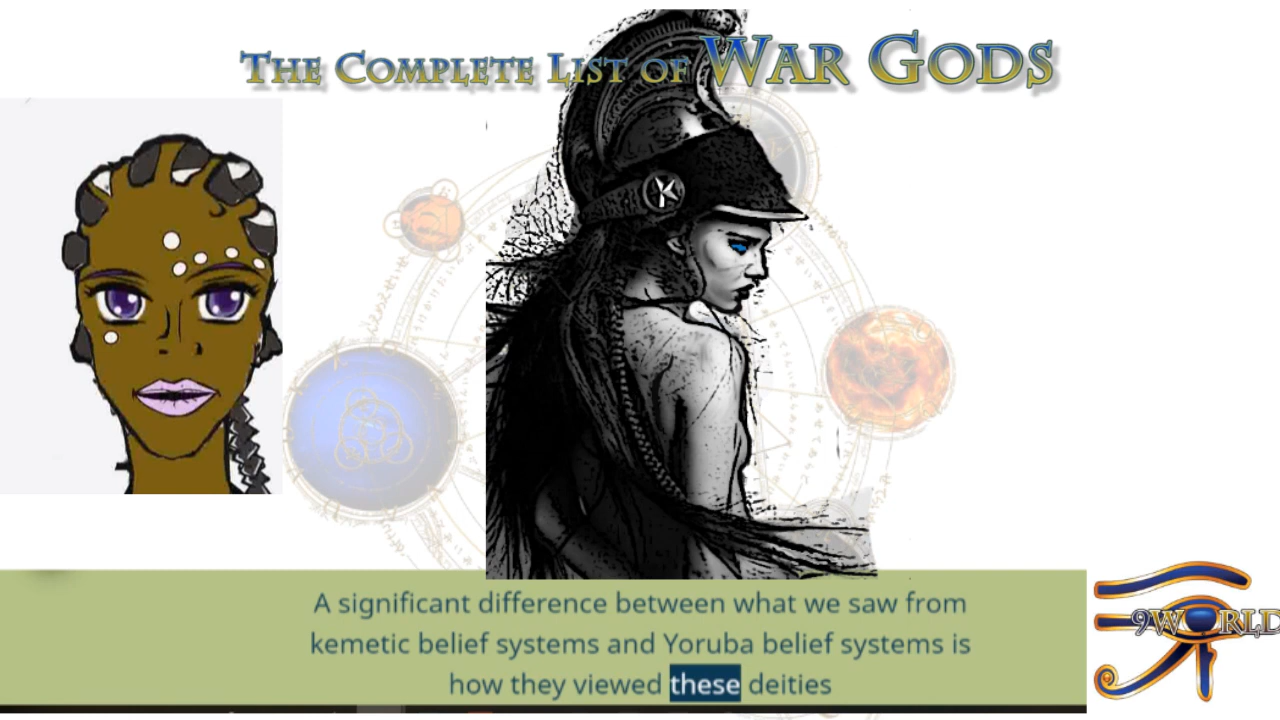 The Complete List of War Gods
A significant difference between what we saw from
kemetic belief systems and Yoruba belief systems is
how they viewed these deities
9World